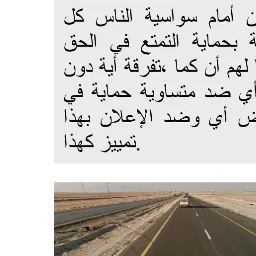 أمام سواسية الناس كل
بحماية التمتع في الحق
لهم أن كما ،تفرقة أية دون
أي ضد متساوية حماية في
أي وضد الإعلان بهذا
تمييز كهذا.